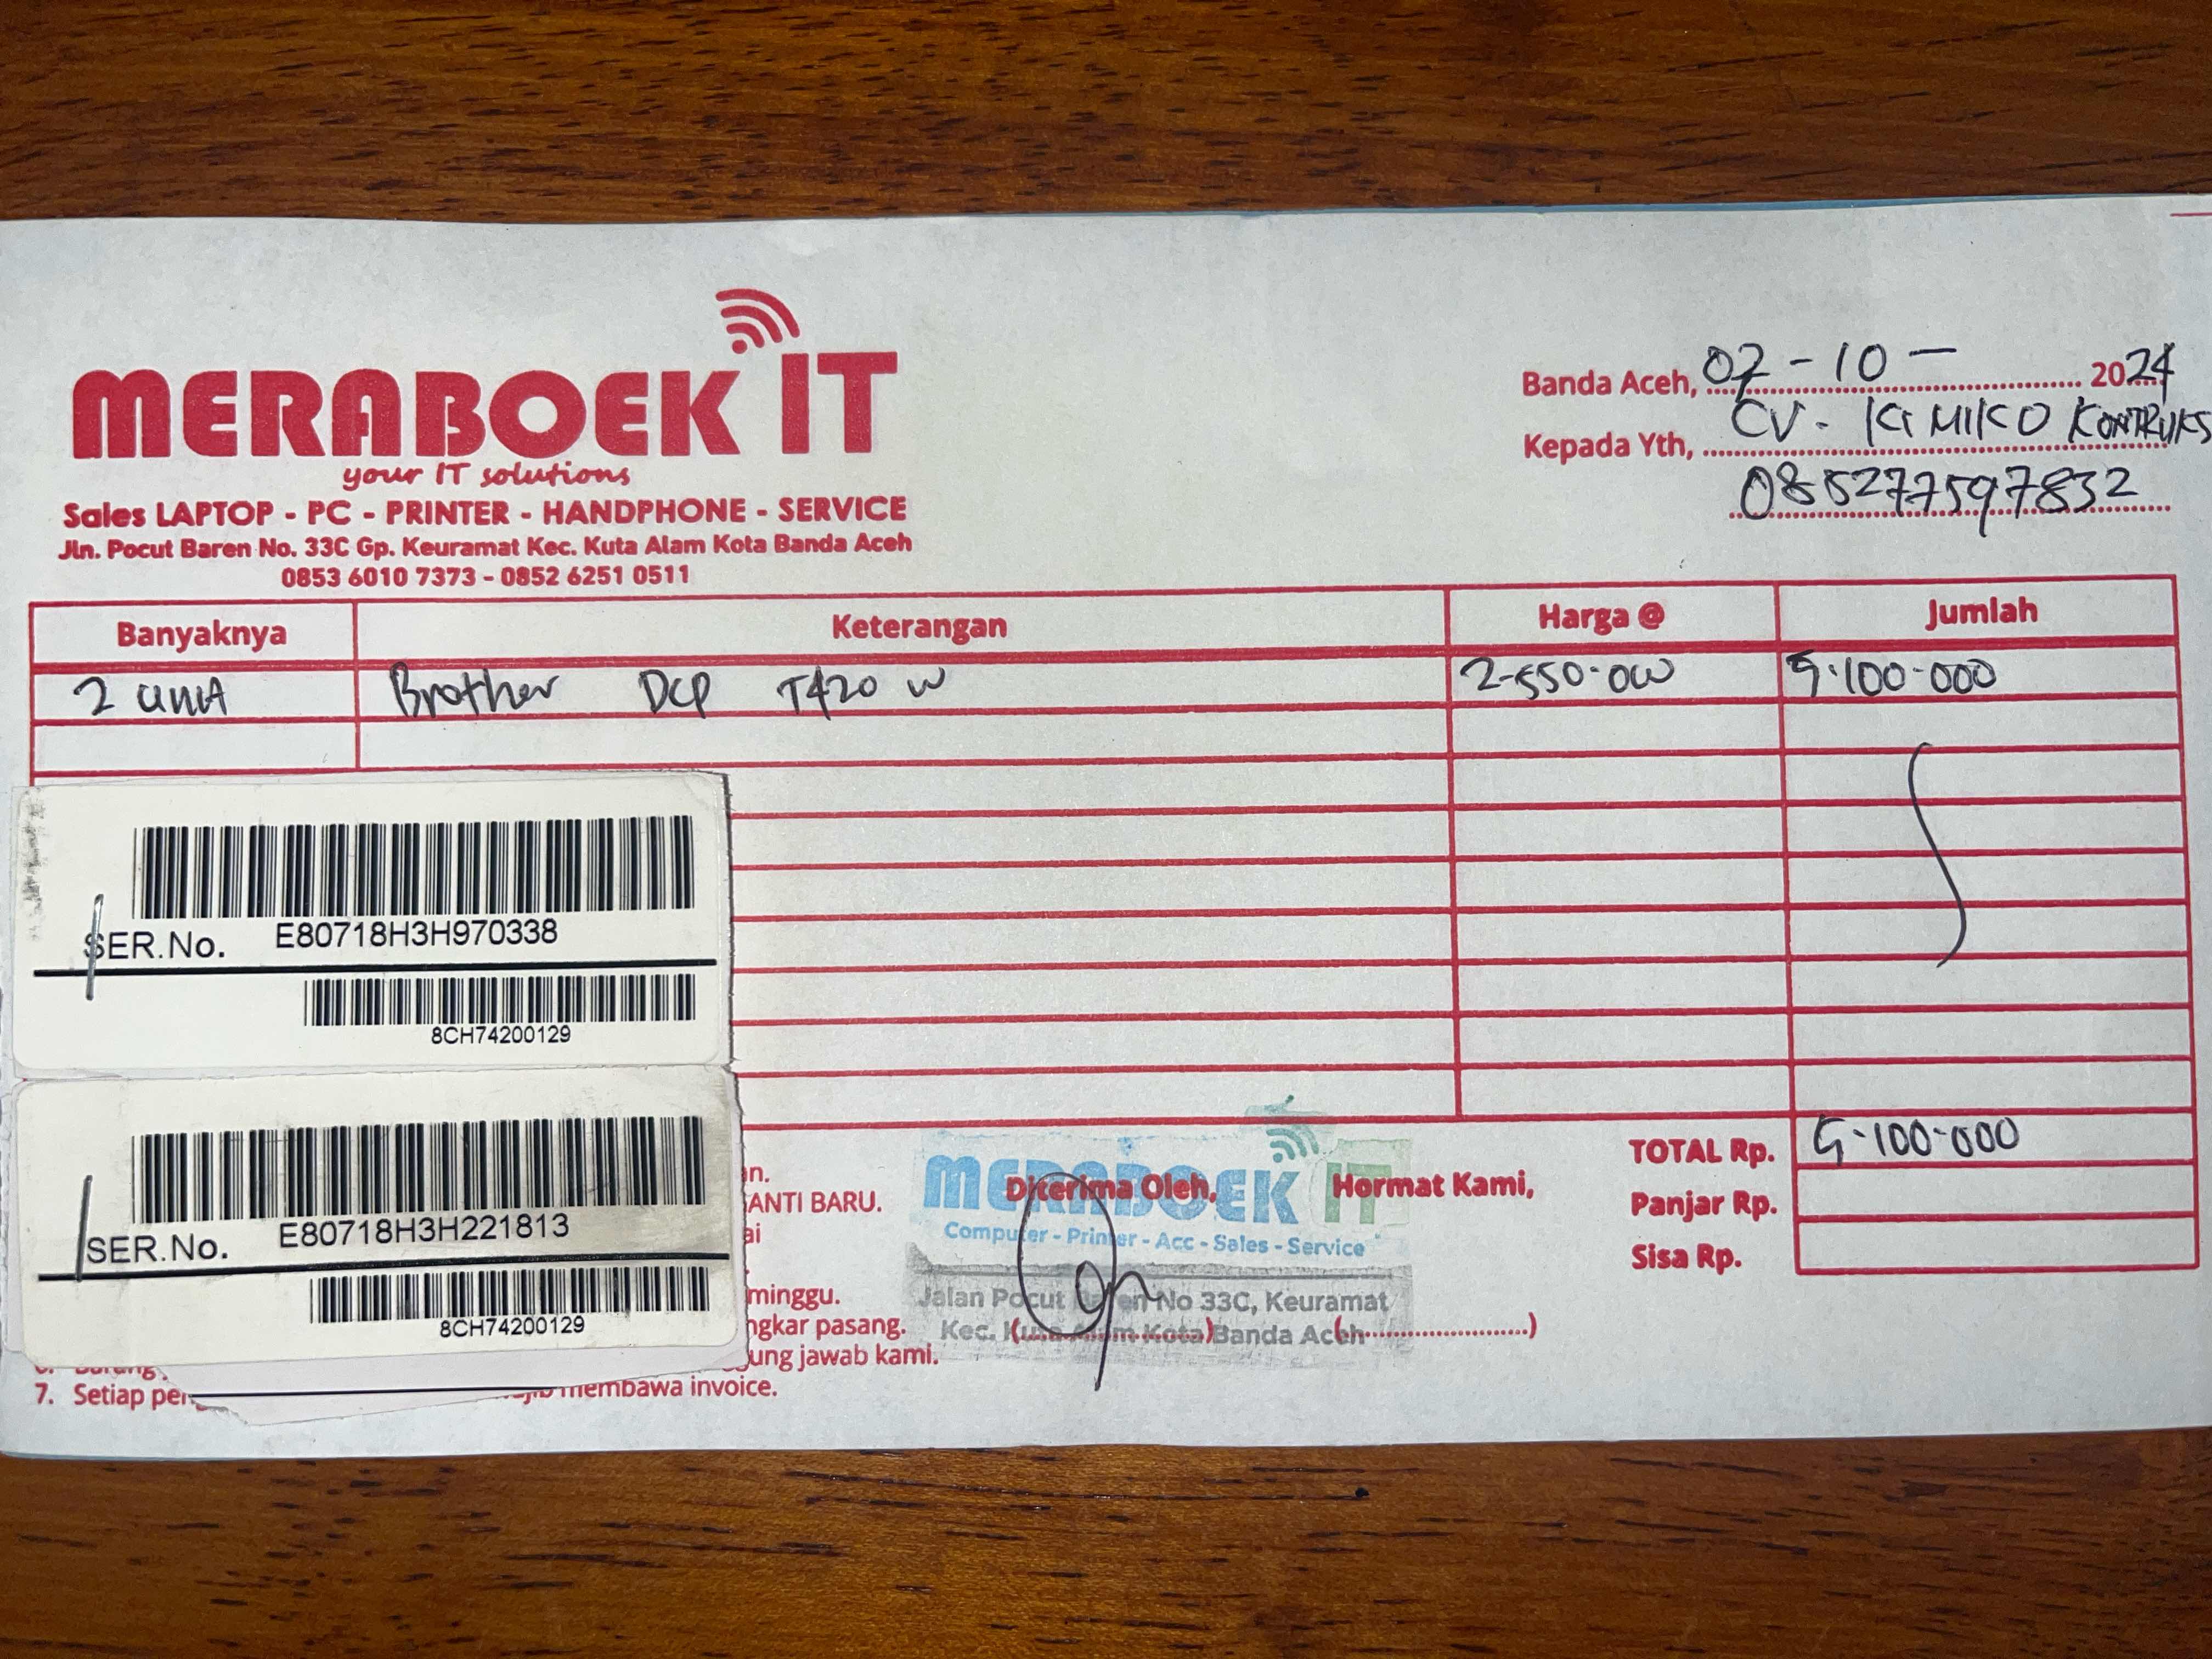 MERABOEK IT
your IT solutions
Sales LAPTOP - PC - PRINTER - HANDPHONE - SERVICE
Jln. Pocut Baren No. 33C Gp. Keuramat Kec. Kuta Alam Kota Banda Aceh
0853 6010 7373 - 0852 6251 0511
Banda Aceh, 02 - 10 - 2024
Kepada Yth, CV. KIMIKO KONTRUKS
085277597832
Banyaknya Keterangan Harga @ Jumlah
2 unit Brother DCP T420 W 2.550.000 5.100.000
SER.No. E80718H3H970338
8CH74200129
SER.No. E80718H3H221813
8CH74200129
an.
ANTI BARU.
ai
minggu.
ngkar pasang.
ung jawab kami.
7. Setiap membawa invoice.
Diterima Oleh, Hormat Kami,
MERABOEK IT
Computer - Printer - Acc - Sales - Service
Jalan Pocut Baren No 33C, Keuramat
Kec. Kuta Alam Kota Banda Aceh
TOTAL Rp. 5.100.000
Panjar Rp.
Sisa Rp.